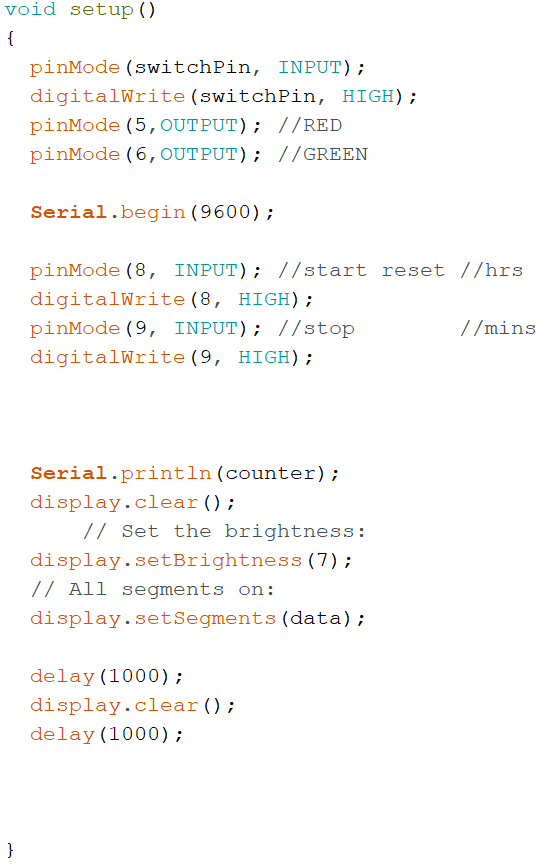 void setup()
{
  pinMode(switchPin, INPUT);
  digitalWrite(switchPin, HIGH);
  pinMode(5,OUTPUT); //RED
  pinMode(6,OUTPUT); //GREEN

  Serial.begin(9600);

  pinMode(8, INPUT); //start reset //hrs
  digitalWrite(8, HIGH);
  pinMode(9, INPUT); //stop        //mins
  digitalWrite(9, HIGH);



  Serial.println(counter);
  display.clear();
      // Set the brightness:
  display.setBrightness(7);
  // All segments on:
  display.setSegments(data);

  delay(1000);
  display.clear();
  delay(1000);



}